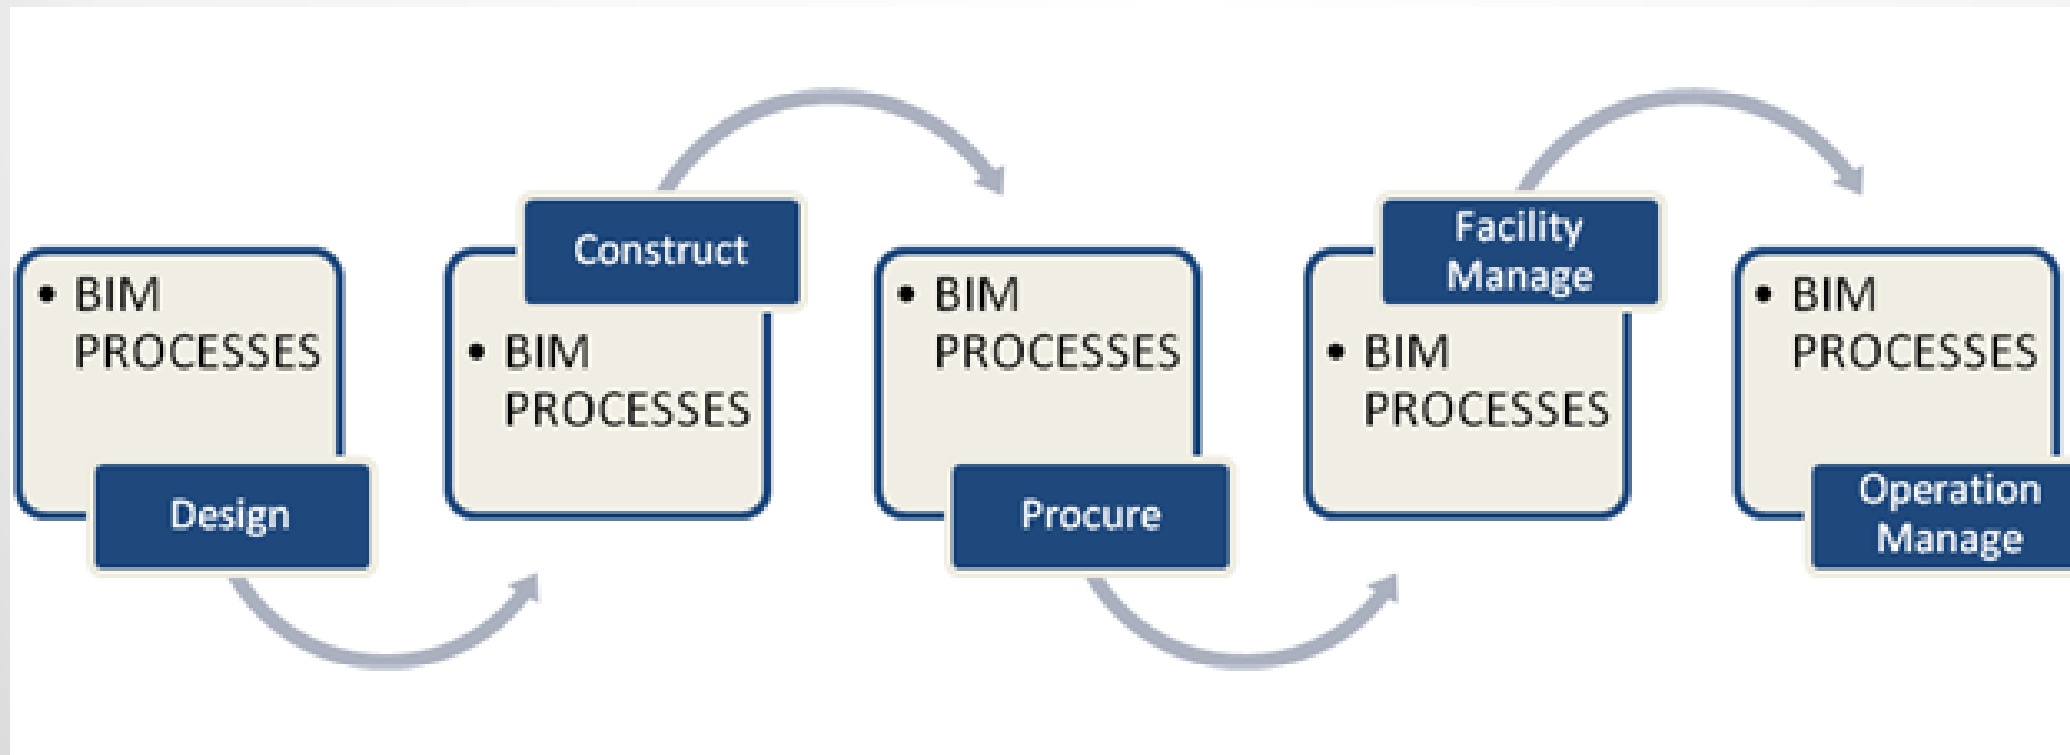 • BIM
PROCESSES
Design
Construct
• BIM
PROCESSES
• BIM
PROCESSES
Procure
Facility
Manage
• BIM
PROCESSES
• BIM
PROCESSES
Operation
Manage